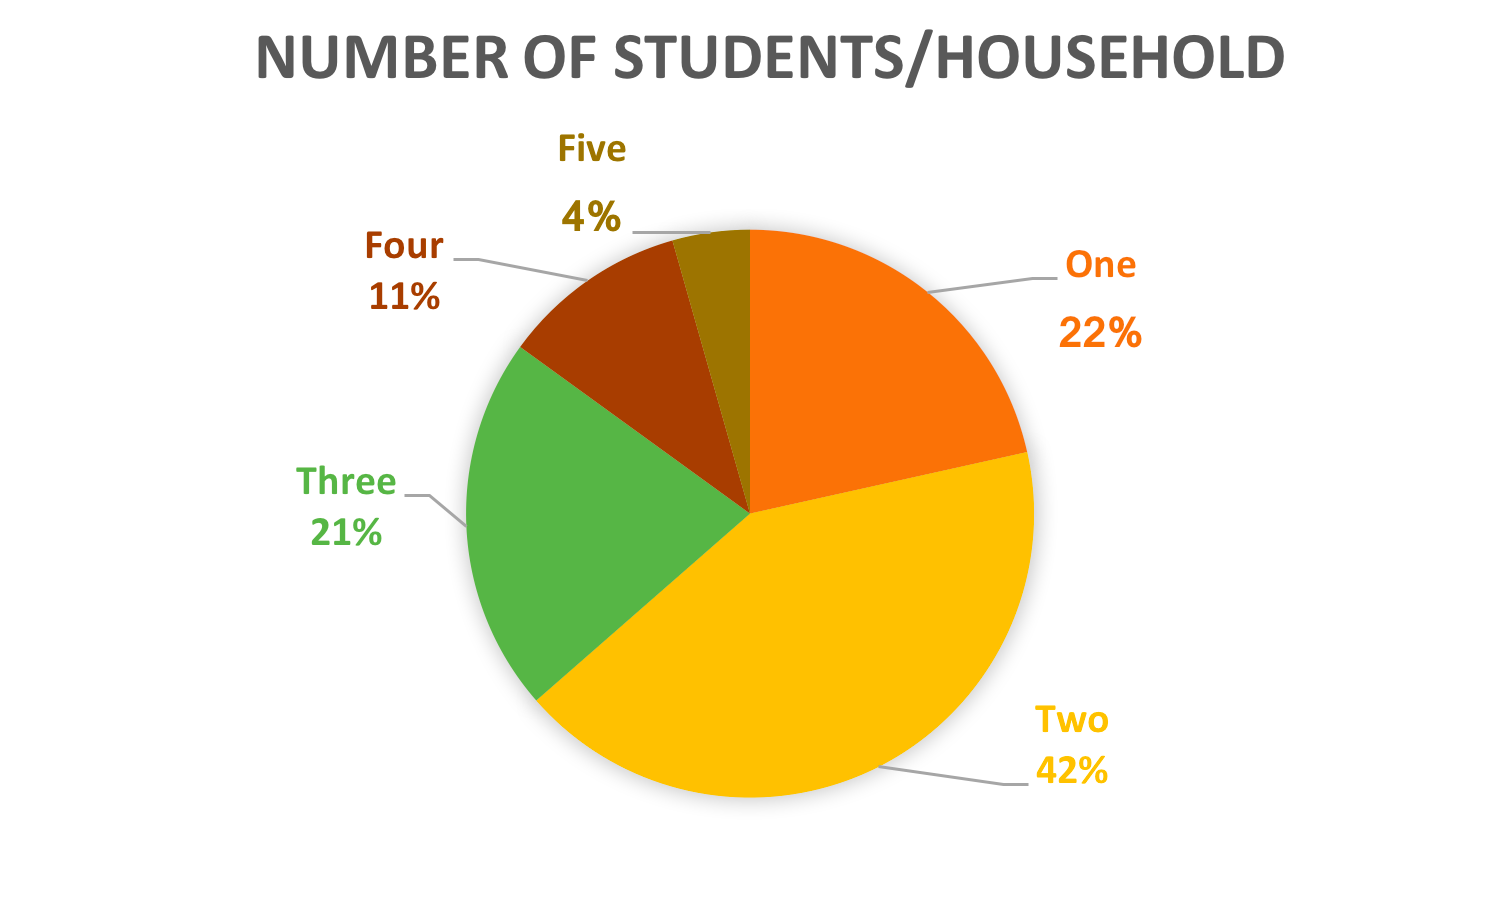 NUMBER OF STUDENTS/HOUSEHOLD
Five
4%
Four
11%
One
22%
Three
21%
Two
42%